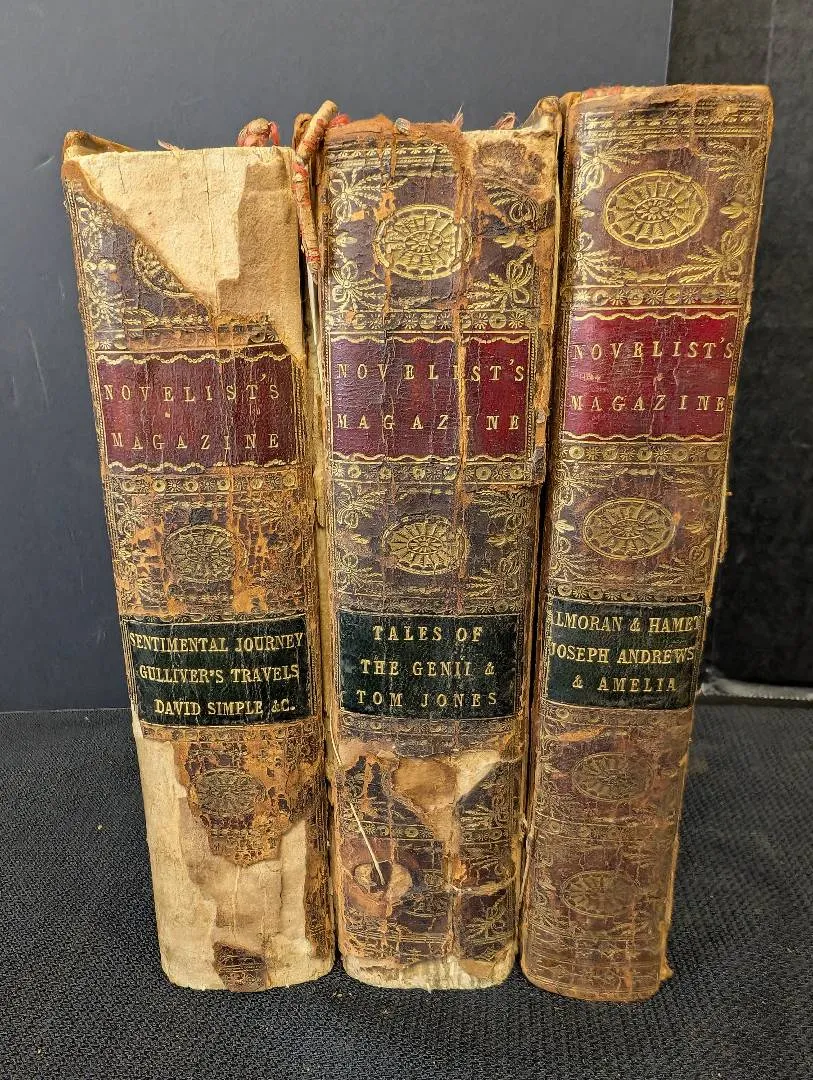 NOVELIST'S
MAGAZINE
SENTIMENTAL JOURNEY
GULLIVER'S TRAVELS
DAVID SIMPLE &C.
NOVELIST'S
MAGAZINE
TALES OF
THE GENII &
TOM JONES
NOVELIST'S
MAGAZINE
LMORAN & HAMET
JOSEPH ANDREWS
& AMELIA